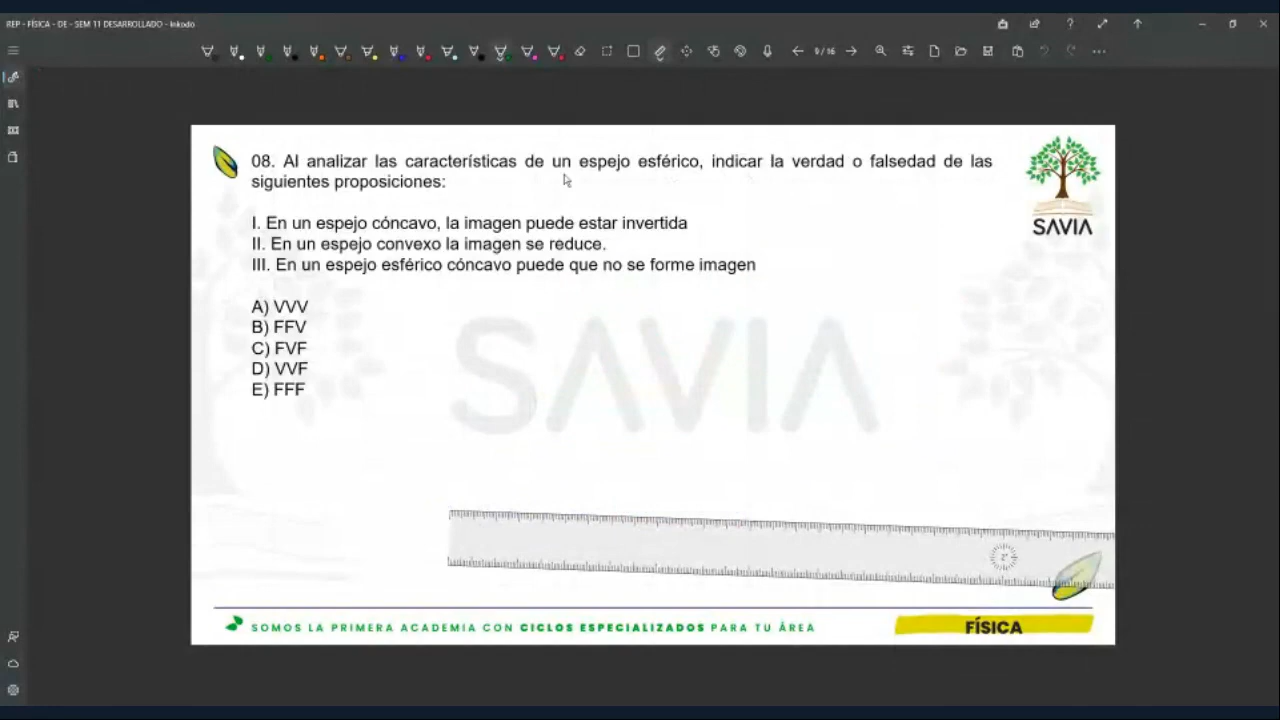 REP - FÍSICA - DE - SEM 11 DESARROLLADO - Inkodo
9 / 16
08. Al analizar las características de un espejo esférico, indicar la verdad o falsedad de las
siguientes proposiciones:
I. En un espejo cóncavo, la imagen puede estar invertida
II. En un espejo convexo la imagen se reduce.
III. En un espejo esférico cóncavo puede que no se forme imagen
A) VVV
B) FFV
C) FVF
D) VVF
E) FFF
SAVIA
SAVIA
SOMOS LA PRIMERA ACADEMIA CON CICLOS ESPECIALIZADOS PARA TU ÁREA
FÍSICA